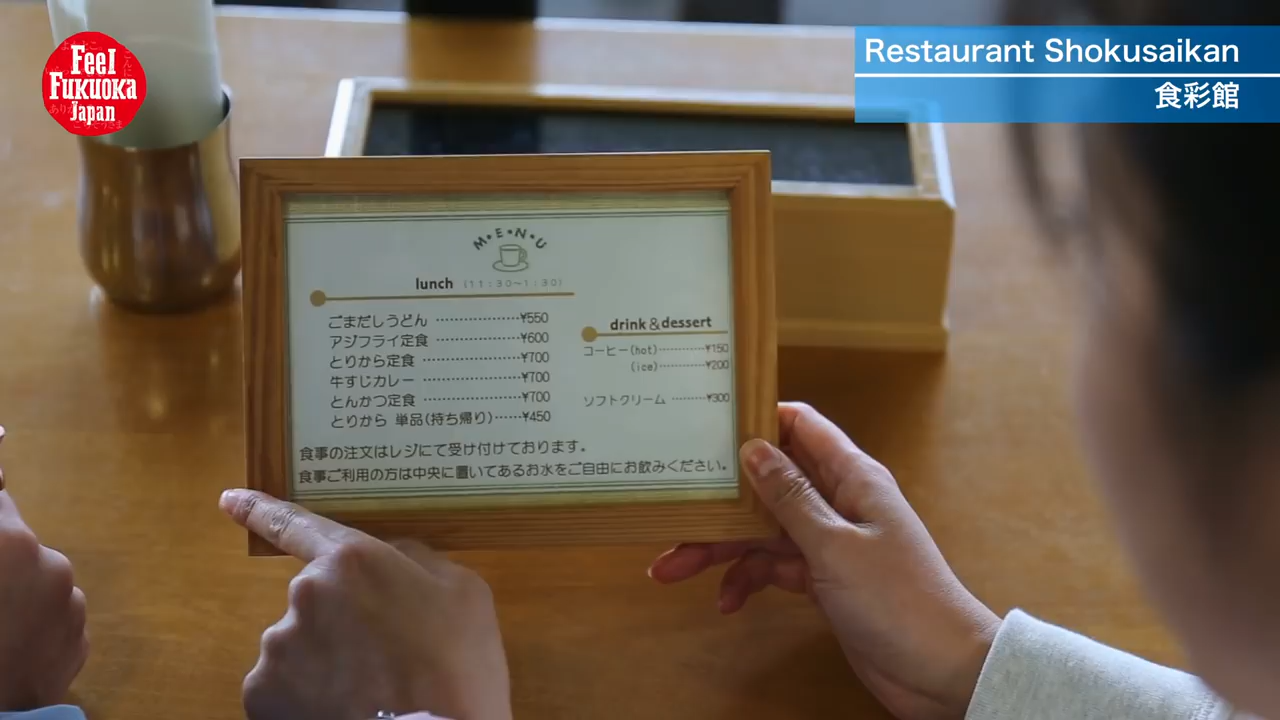 Feel
Fukuoka
Japan
Restaurant Shokusaikan
食彩館
M•E•N•U
lunch (11:30~1:30)
ごまだしうどん ……………¥550
アジフライ定食 ……………¥600
とりから定食 ………………¥700
牛すじカレー ………………¥700
とんかつ定食 ………………¥700
とりから 単品(持ち帰り)……¥450
drink&dessert
コーヒー(hot)…………¥150
(ice)…………¥200
ソフトクリーム ………¥300
食事の注文はレジにて受け付けております。
食事ご利用の方は中央に置いてあるお水をご自由にお飲みください。